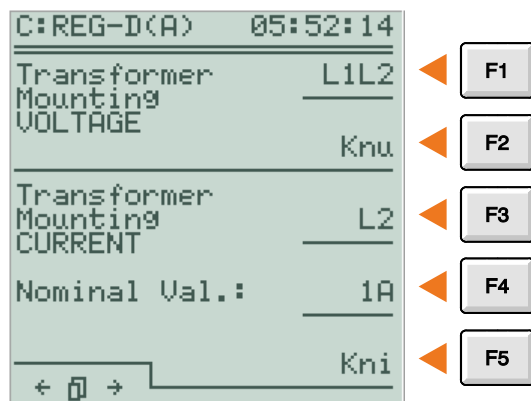 C:REG-D(A) 05:52:14
Transformer L1L2 F1
Mounting
VOLTAGE
Knu F2
Transformer
Mounting L2 F3
CURRENT
Nominal Val.: 1A F4
Kni F5
← →